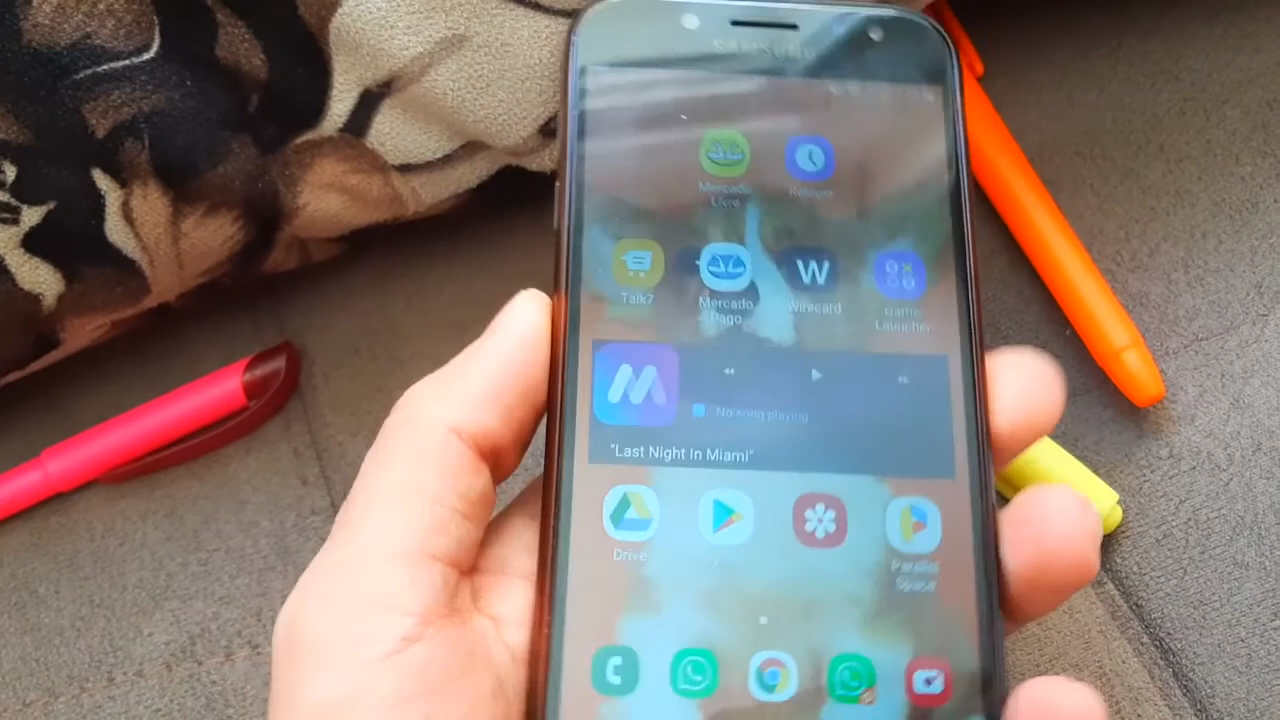 SAMSUNG
Mercado
Livre
Relógio
Talk7
Mercado
Pago
W
Wirecard
Game
Launcher
No song playing
"Last Night In Miami"
Drive
Parallel
Space